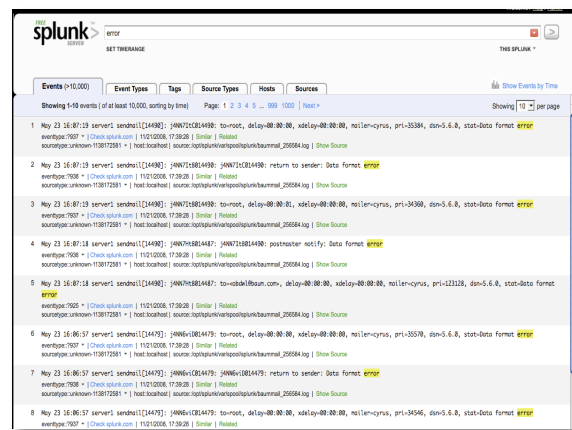 FREE
splunk>
SERVER
error
>
SET TIMERANGE
THIS SPLUNK
Events (>10,000) Event Types Tags Source Types Hosts Sources
Show Events by Time
Showing 1-10 events ( of at least 10,000, sorting by time) Page: 1 2 3 4 5 ... 999 1000 | Next >
Showing 10 per page
1 May 23 16:07:19 server1 sendmail[14490]: j4NN7ItC014490: to=root, delay=00:00:00, xdelay=00:00:00, mailer=cyrus, pri=35384, dsn=5.6.0, stat=Data format error
eventtype::?937 | Check splunk.com | 11/21/2008, 17:39:28 | Similar | Related
sourcetype::unknown-1138172581 | host::localhost | source::/opt/splunk/var/spool/splunk/baummail_256584.log | Show Source
2 May 23 16:07:19 server1 sendmail[14490]: j4NN7ItB014490: j4NN7ItC014490: return to sender: Data format error
eventtype::?938 | Check splunk.com | 11/21/2008, 17:39:28 | Similar | Related
sourcetype::unknown-1138172581 | host::localhost | source::/opt/splunk/var/spool/splunk/baummail_256584.log | Show Source
3 May 23 16:07:19 server1 sendmail[14490]: j4NN7ItB014490: to=root, delay=00:00:01, xdelay=00:00:00, mailer=cyrus, pri=34360, dsn=5.6.0, stat=Data format error
eventtype::?937 | Check splunk.com | 11/21/2008, 17:39:28 | Similar | Related
sourcetype::unknown-1138172581 | host::localhost | source::/opt/splunk/var/spool/splunk/baummail_256584.log | Show Source
4 May 23 16:07:18 server1 sendmail[14490]: j4NN7HtB014487: j4NN7ItB014490: postmaster notify: Data format error
eventtype::?938 | Check splunk.com | 11/21/2008, 17:39:28 | Similar | Related
sourcetype::unknown-1138172581 | host::localhost | source::/opt/splunk/var/spool/splunk/baummail_256584.log | Show Source
5 May 23 16:07:18 server1 sendmail[14490]: j4NN7HtB014487: delay=00:00:00, xdelay=00:00:00, mailer=cyrus, pri=123128, dsn=5.6.0, stat=Data format
error
eventtype::?925 | Check splunk.com | 11/21/2008, 17:39:28 | Similar | Related
sourcetype::unknown-1138172581 | host::localhost | source::/opt/splunk/var/spool/splunk/baummail_256584.log | Show Source
6 May 23 16:06:57 server1 sendmail[14479]: j4NN6viD014479: to=root, delay=00:00:00, xdelay=00:00:00, mailer=cyrus, pri=35570, dsn=5.6.0, stat=Data format error
eventtype::?937 | Check splunk.com | 11/21/2008, 17:39:28 | Similar | Related
sourcetype::unknown-1138172581 | host::localhost | source::/opt/splunk/var/spool/splunk/baummail_256584.log | Show Source
7 May 23 16:06:57 server1 sendmail[14479]: j4NN6viC014479: j4NN6viD014479: return to sender: Data format error
eventtype::?938 | Check splunk.com | 11/21/2008, 17:39:28 | Similar | Related
sourcetype::unknown-1138172581 | host::localhost | source::/opt/splunk/var/spool/splunk/baummail_256584.log | Show Source
8 May 23 16:06:57 server1 sendmail[14479]: j4NN6viC014479: to=root, delay=00:00:00, xdelay=00:00:00, mailer=cyrus, pri=34546, dsn=5.6.0, stat=Data format error
eventtype::?937 | Check splunk.com | 11/21/2008, 17:39:28 | Similar | Related